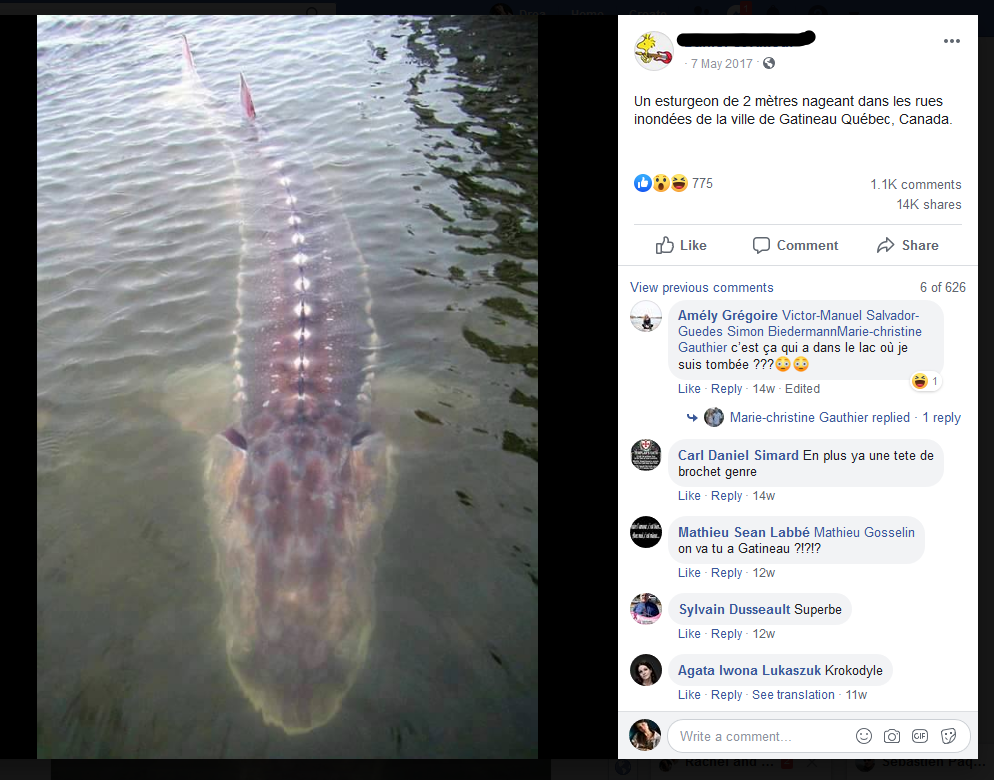 7 May 2017
Un esturgeon de 2 mètres nageant dans les rues
inondées de la ville de Gatineau Québec, Canada.
775
1.1K comments
14K shares
Like Comment Share
View previous comments 6 of 626
Amély Grégoire Victor-Manuel Salvador-
Guedes Simon BiedermannMarie-christine
Gauthier c'est ça qui a dans le lac où je
suis tombée ???😳😳
1
Like · Reply · 14w · Edited
Marie-christine Gauthier replied · 1 reply
Carl Daniel Simard En plus ya une tete de
brochet genre
Like · Reply · 14w
Mathieu Sean Labbé Mathieu Gosselin
on va tu a Gatineau ?!?!?
Like · Reply · 12w
Sylvain Dusseault Superbe
Like · Reply · 12w
Agata Iwona Lukaszuk Krokodyle
Like · Reply · See translation · 11w
Write a comment...
GIF
Rachel and